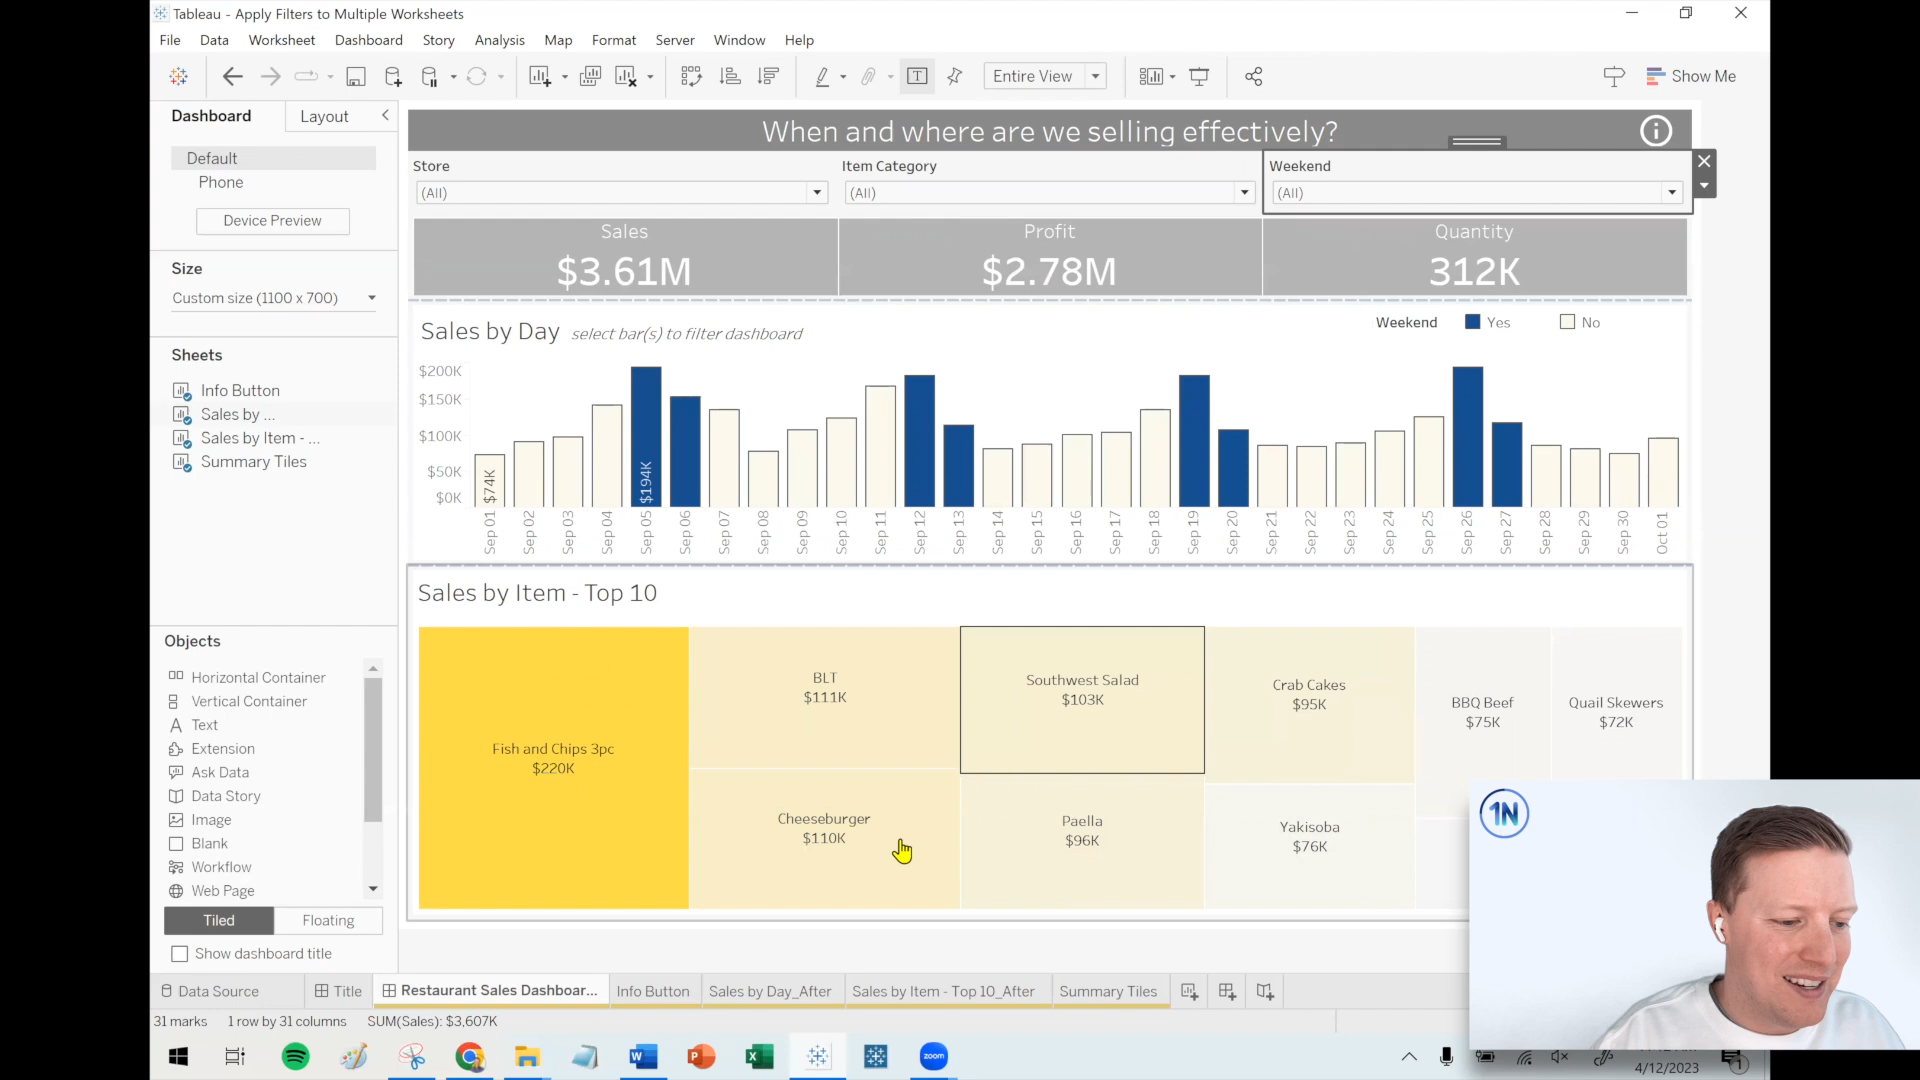 Tableau - Apply Filters to Multiple Worksheets
File Data Worksheet Dashboard Story Analysis Map Format Server Window Help
Entire View
Show Me
Dashboard Layout
Default
Phone
Device Preview
Size
Custom size (1100 x 700)
Sheets
Info Button
Sales by ...
Sales by Item - ...
Summary Tiles
Objects
Horizontal Container
Vertical Container
Text
Extension
Ask Data
Data Story
Image
Blank
Workflow
Web Page
Tiled Floating
Show dashboard title
When and where are we selling effectively?
Store Item Category Weekend
(All) (All) (All)
Sales Profit Quantity
$3.61M $2.78M 312K
Sales by Day select bar(s) to filter dashboard
Weekend Yes No
$200K
$150K
$100K
$50K
$0K
$74K $194K
Sep 01 Sep 02 Sep 03 Sep 04 Sep 05 Sep 06 Sep 07 Sep 08 Sep 09 Sep 10 Sep 11 Sep 12 Sep 13 Sep 14 Sep 15 Sep 16 Sep 17 Sep 18 Sep 19 Sep 20 Sep 21 Sep 22 Sep 23 Sep 24 Sep 25 Sep 26 Sep 27 Sep 28 Sep 29 Sep 30 Oct 01
Sales by Item - Top 10
Fish and Chips 3pc
$220K
BLT
$111K
Cheeseburger
$110K
Southwest Salad
$103K
Paella
$96K
Crab Cakes
$95K
Yakisoba
$76K
BBQ Beef
$75K
Quail Skewers
$72K
1N
Data Source Title Restaurant Sales Dashboar... Info Button Sales by Day_After Sales by Item - Top 10_After Summary Tiles
31 marks 1 row by 31 columns SUM(Sales): $3,607K
zoom
4/12/2023
1